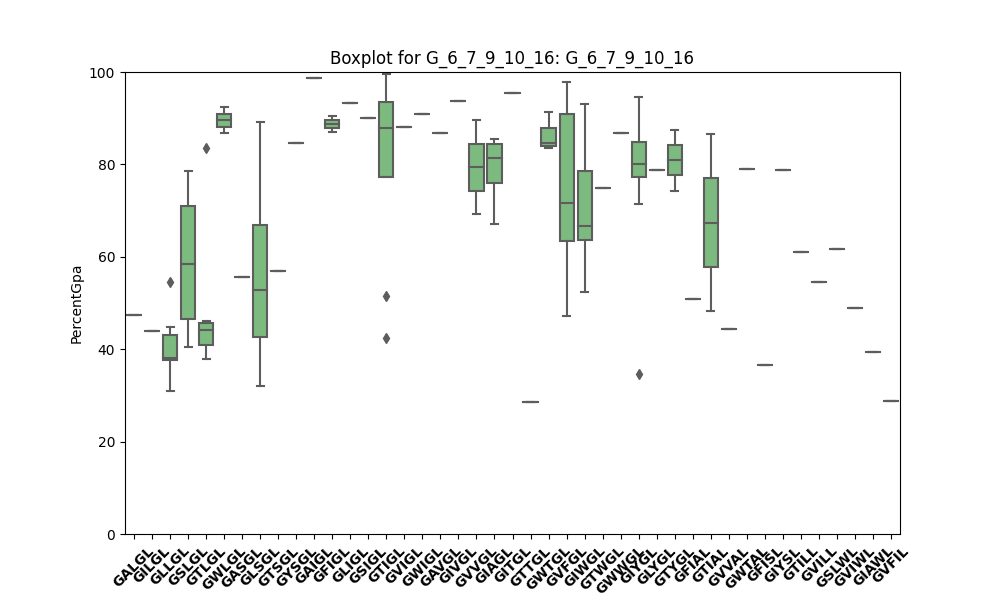 Boxplot for G_6_7_9_10_16: G_6_7_9_10_16
PercentGpa
100
80
60
40
20
0
GALGL
GILGL
GLLGL
GSLGL
GTLGL
GWLGL
GASGL
GLSGL
GTSGL
GYSGL
GAIGL
GFIGL
GLIGL
GSIGL
GTIGL
GVIGL
GWIGL
GAVGL
GIVGL
GVVGL
GIAGL
GITGL
GTTGL
GWTGL
GVFGL
GIWGL
GTWGL
GWWGL
GIYGL
GLYGL
GTYGL
GFIAL
GTIAL
GVVAL
GWTAL
GFISL
GIYSL
GTILL
GVILL
GSLWL
GVIWL
GIAWL
GVFIL